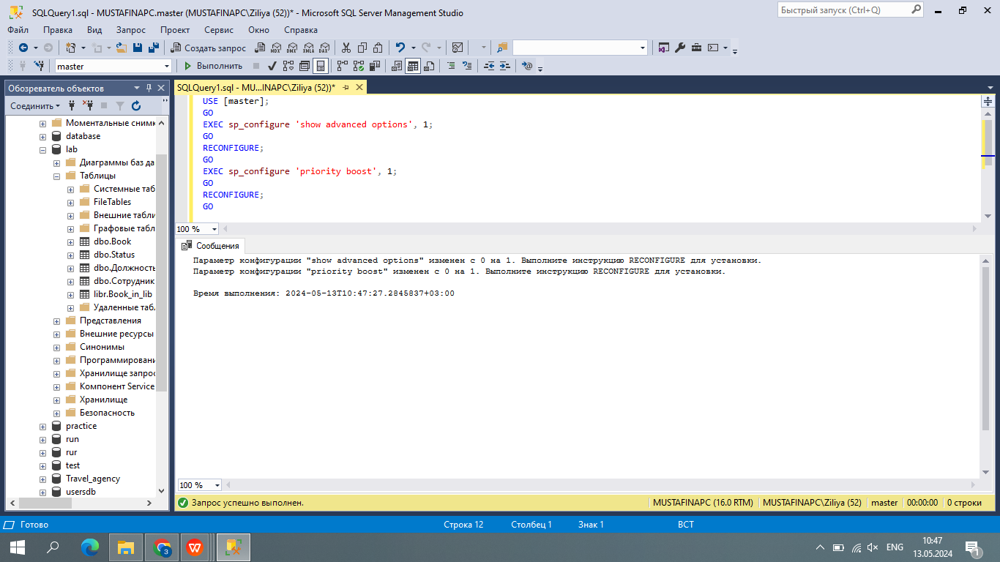 SQLQuery1.sql - MUSTAFINAPC.master (MUSTAFINAPC\Ziliya (52))* - Microsoft SQL Server Management Studio
Быстрый запуск (Ctrl+Q)
Файл Правка Вид Запрос Проект Сервис Окно Справка
Создать запрос MDX DMX XMLA DAX
master Выполнить
Обозреватель объектов
Соединить
Моментальные сним
database
lab
Диаграммы баз да
Таблицы
Системные таб
FileTables
Внешние табли
Графовые табл
dbo.Book
dbo.Status
dbo.Должность
dbo.Сотрудник
libr.Book_in_lib
Удаленные таб
Представления
Внешние ресурсы
Синонимы
Программировани
Хранилище запрос
Компонент Service
Хранилище
Безопасность
practice
run
rur
test
Travel_agency
usersdb
SQLQuery1.sql - MU...INAPC\Ziliya (52))*
USE [master];
GO
EXEC sp_configure 'show advanced options', 1;
GO
RECONFIGURE;
GO
EXEC sp_configure 'priority boost', 1;
GO
RECONFIGURE;
GO
100 %
Сообщения
Параметр конфигурации "show advanced options" изменен с 0 на 1. Выполните инструкцию RECONFIGURE для установки.
Параметр конфигурации "priority boost" изменен с 0 на 1. Выполните инструкцию RECONFIGURE для установки.
Время выполнения: 2024-05-13T10:47:27.2845837+03:00
100 %
Запрос успешно выполнен. MUSTAFINAPC (16.0 RTM) MUSTAFINAPC\Ziliya (52) master 00:00:00 0 строки
Готово Строка 12 Столбец 1 Знак 1 ВСТ
3 ENG 10:47
13.05.2024 1